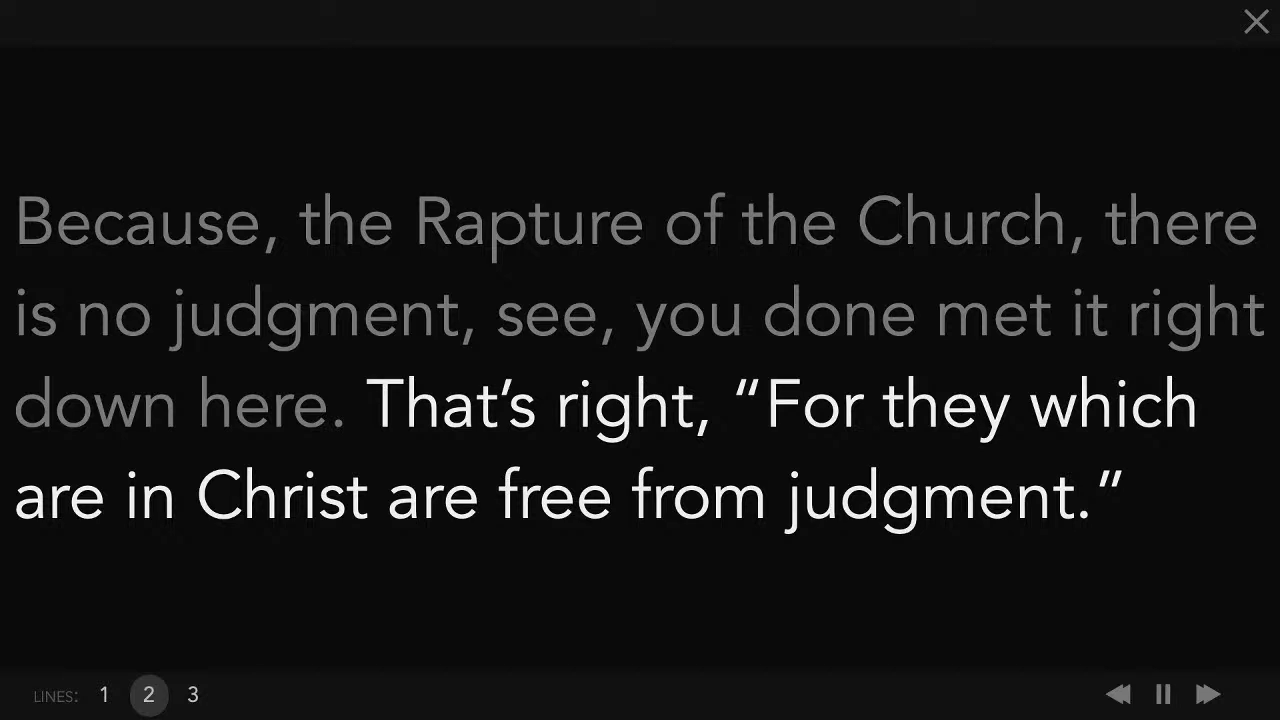 Because, the Rapture of the Church, there
is no judgment, see, you done met it right
down here. That’s right, “For they which
are in Christ are free from judgment.”
LINES: 1 2 3